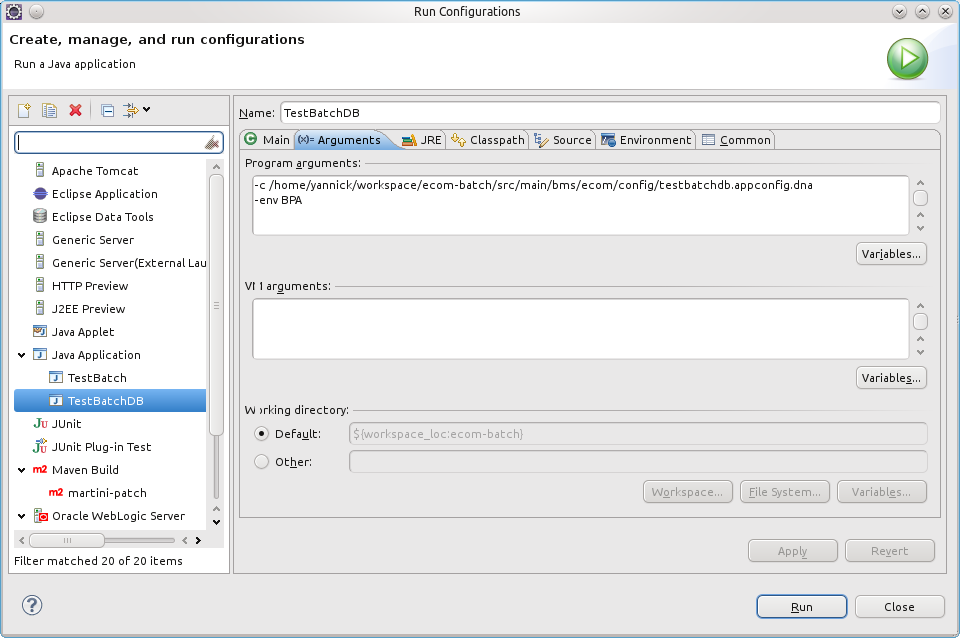 Run Configurations
Create, manage, and run configurations
Run a Java application
Name: TestBatchDB
Main (x)= Arguments JRE Classpath Source Environment Common
Apache Tomcat
Eclipse Application
Eclipse Data Tools
Generic Server
Generic Server(External Lau
HTTP Preview
J2EE Preview
Java Applet
Java Application
TestBatch
TestBatchDB
JUnit
JUnit Plug-in Test
m2 Maven Build
m2 martini-patch
Oracle WebLogic Server
Filter matched 20 of 20 items
Program arguments:
-c /home/yannick/workspace/ecom-batch/src/main/bms/ecom/config/testbatchdb.appconfig.dna
-env BPA
Variables...
VM arguments:
Variables...
Working directory:
Default: ${workspace_loc:ecom-batch}
Other:
Workspace... File System... Variables...
Apply Revert
? Run Close